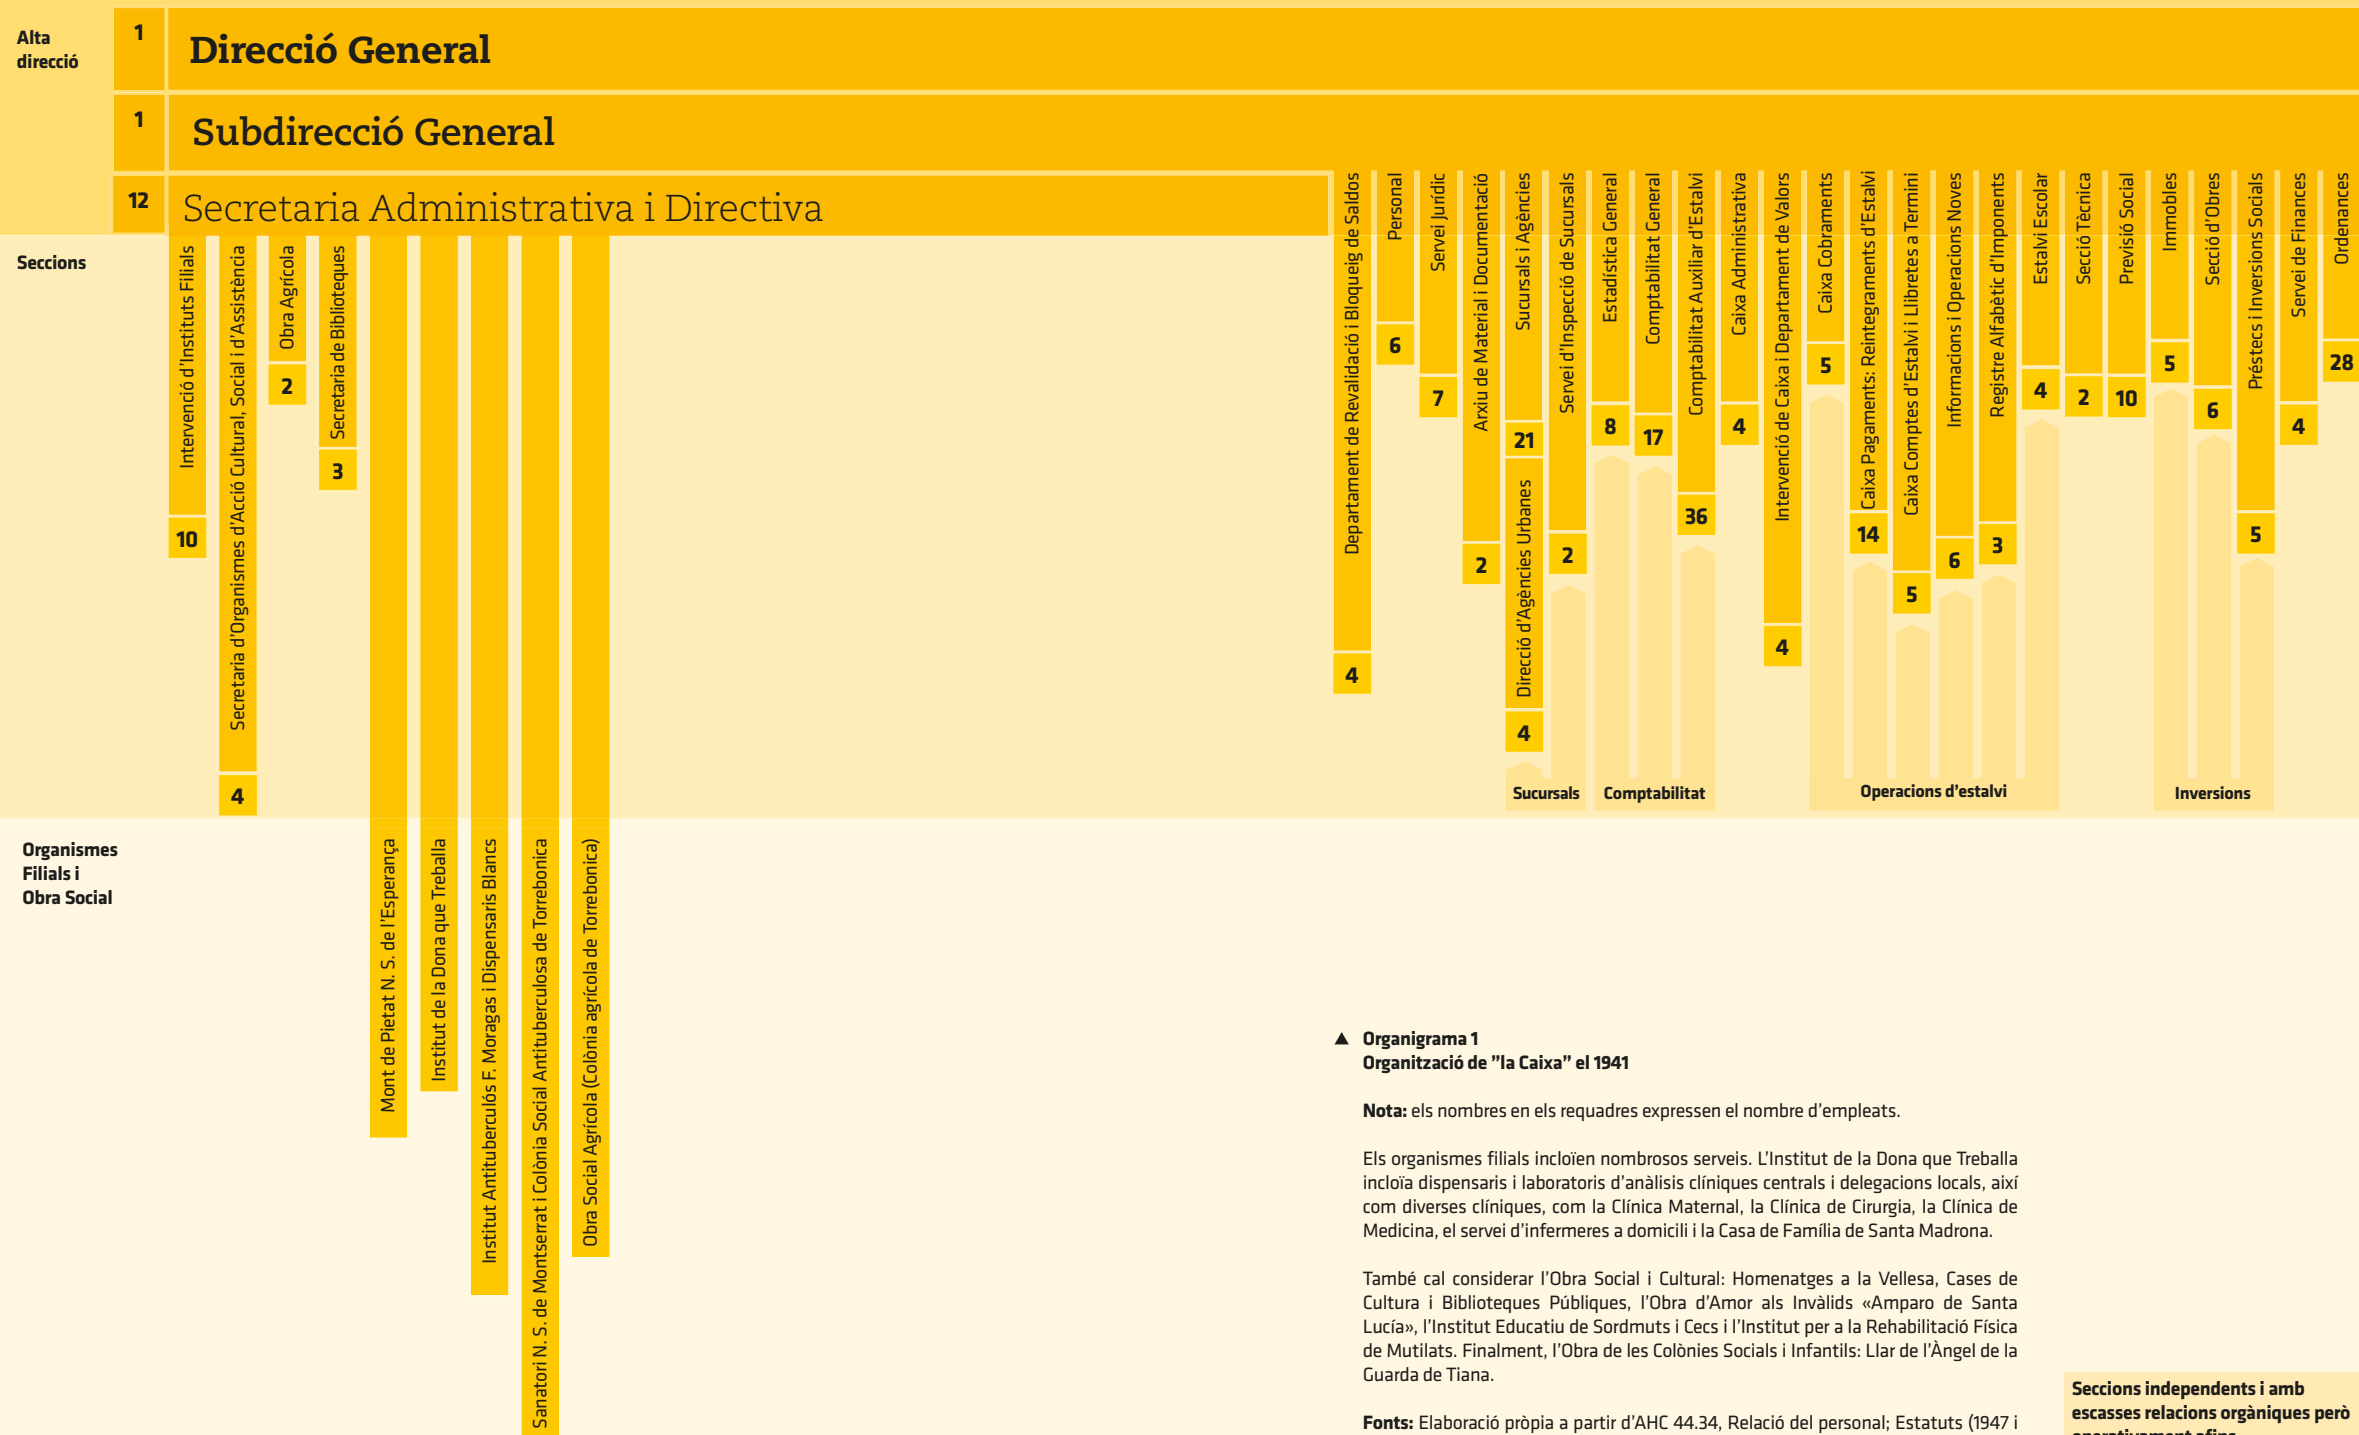 Alta
direcció
1
Direcció General
1
Subdirecció General
12
Secretaria Administrativa i Directiva
Seccions
Intervenció d'Instituts Filials
10
Secretaria d'Organismes d'Acció Cultural, Social i d'Assistència
4
Obra Agrícola
2
Secretaria de Biblioteques
3
Departament de Revalidació i Bloqueig de Saldos
4
Personal
6
Servei Jurídic
7
Arxiu de Material i Documentació
2
Sucursals i Agències
21
Direcció d'Agències Urbanes
4
Servei d'Inspecció de Sucursals
2
Estadística General
8
Comptabilitat General
17
Comptabilitat Auxiliar d'Estalvi
36
Caixa Administrativa
4
Intervenció de Caixa i Departament de Valors
4
Caixa Cobraments
5
Caixa Pagaments: Reintegraments d'Estalvi
14
Caixa Comptes d'Estalvi i Llibretes a Termini
5
Informacions i Operacions Noves
6
Registre Alfabètic d'Imponents
3
Estalvi Escolar
4
Secció Tècnica
2
Previsió Social
10
Immobles
5
Secció d'Obres
6
Préstecs i Inversions Socials
5
Servei de Finances
4
Ordenances
28
Sucursals
Comptabilitat
Operacions d'estalvi
Inversions
Organismes
Filials i
Obra Social
Mont de Pietat N. S. de l'Esperança
Institut de la Dona que Treballa
Institut Antituberculós F. Moragas i Dispensaris Blancs
Sanatori N. S. de Montserrat i Colònia Social Antituberculosa de Torrebonica
Obra Social Agrícola (Colònia agrícola de Torrebonica)
▲ Organigrama 1
Organització de ”la Caixa” el 1941
Nota: els nombres en els requadres expressen el nombre d'empleats.
Els organismes filials incloïen nombrosos serveis. L'Institut de la Dona que Treballa
incloïa dispensaris i laboratoris d'anàlisis clíniques centrals i delegacions locals, així
com diverses clíniques, com la Clínica Maternal, la Clínica de Cirurgia, la Clínica de
Medicina, el servei d'infermeres a domicili i la Casa de Família de Santa Madrona.
També cal considerar l'Obra Social i Cultural: Homenatges a la Vellesa, Cases de
Cultura i Biblioteques Públiques, l'Obra d'Amor als Invàlids «Amparo de Santa
Lucía», l'Institut Educatiu de Sordmuts i Cecs i l'Institut per a la Rehabilitació Física
de Mutilats. Finalment, l'Obra de les Colònies Socials i Infantils: Llar de l'Àngel de la
Guarda de Tiana.
Fonts: Elaboració pròpia a partir d'AHC 44.34, Relació del personal; Estatuts (1947 i
Seccions independents i amb
escasses relacions orgàniques però